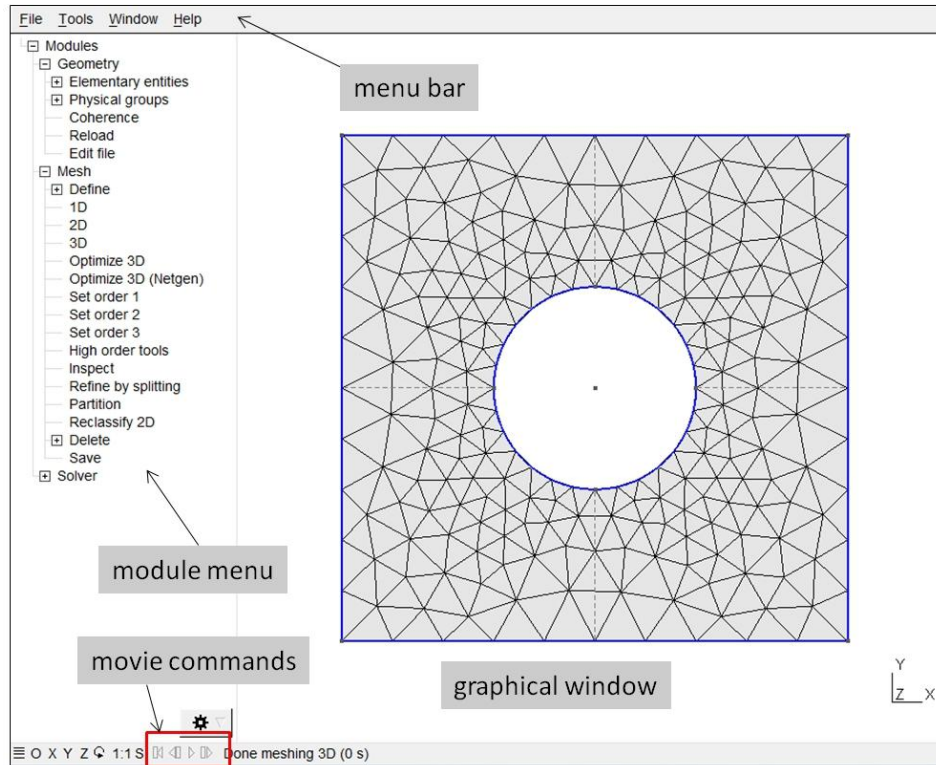 File Tools Window Help
Modules
Geometry
Elementary entities
Physical groups
Coherence
Reload
Edit file
Mesh
Define
1D
2D
3D
Optimize 3D
Optimize 3D (Netgen)
Set order 1
Set order 2
Set order 3
High order tools
Inspect
Refine by splitting
Partition
Reclassify 2D
Delete
Save
Solver
menu bar
module menu
movie commands
graphical window
Y
Z X
O X Y Z 1:1 S Done meshing 3D (0 s)